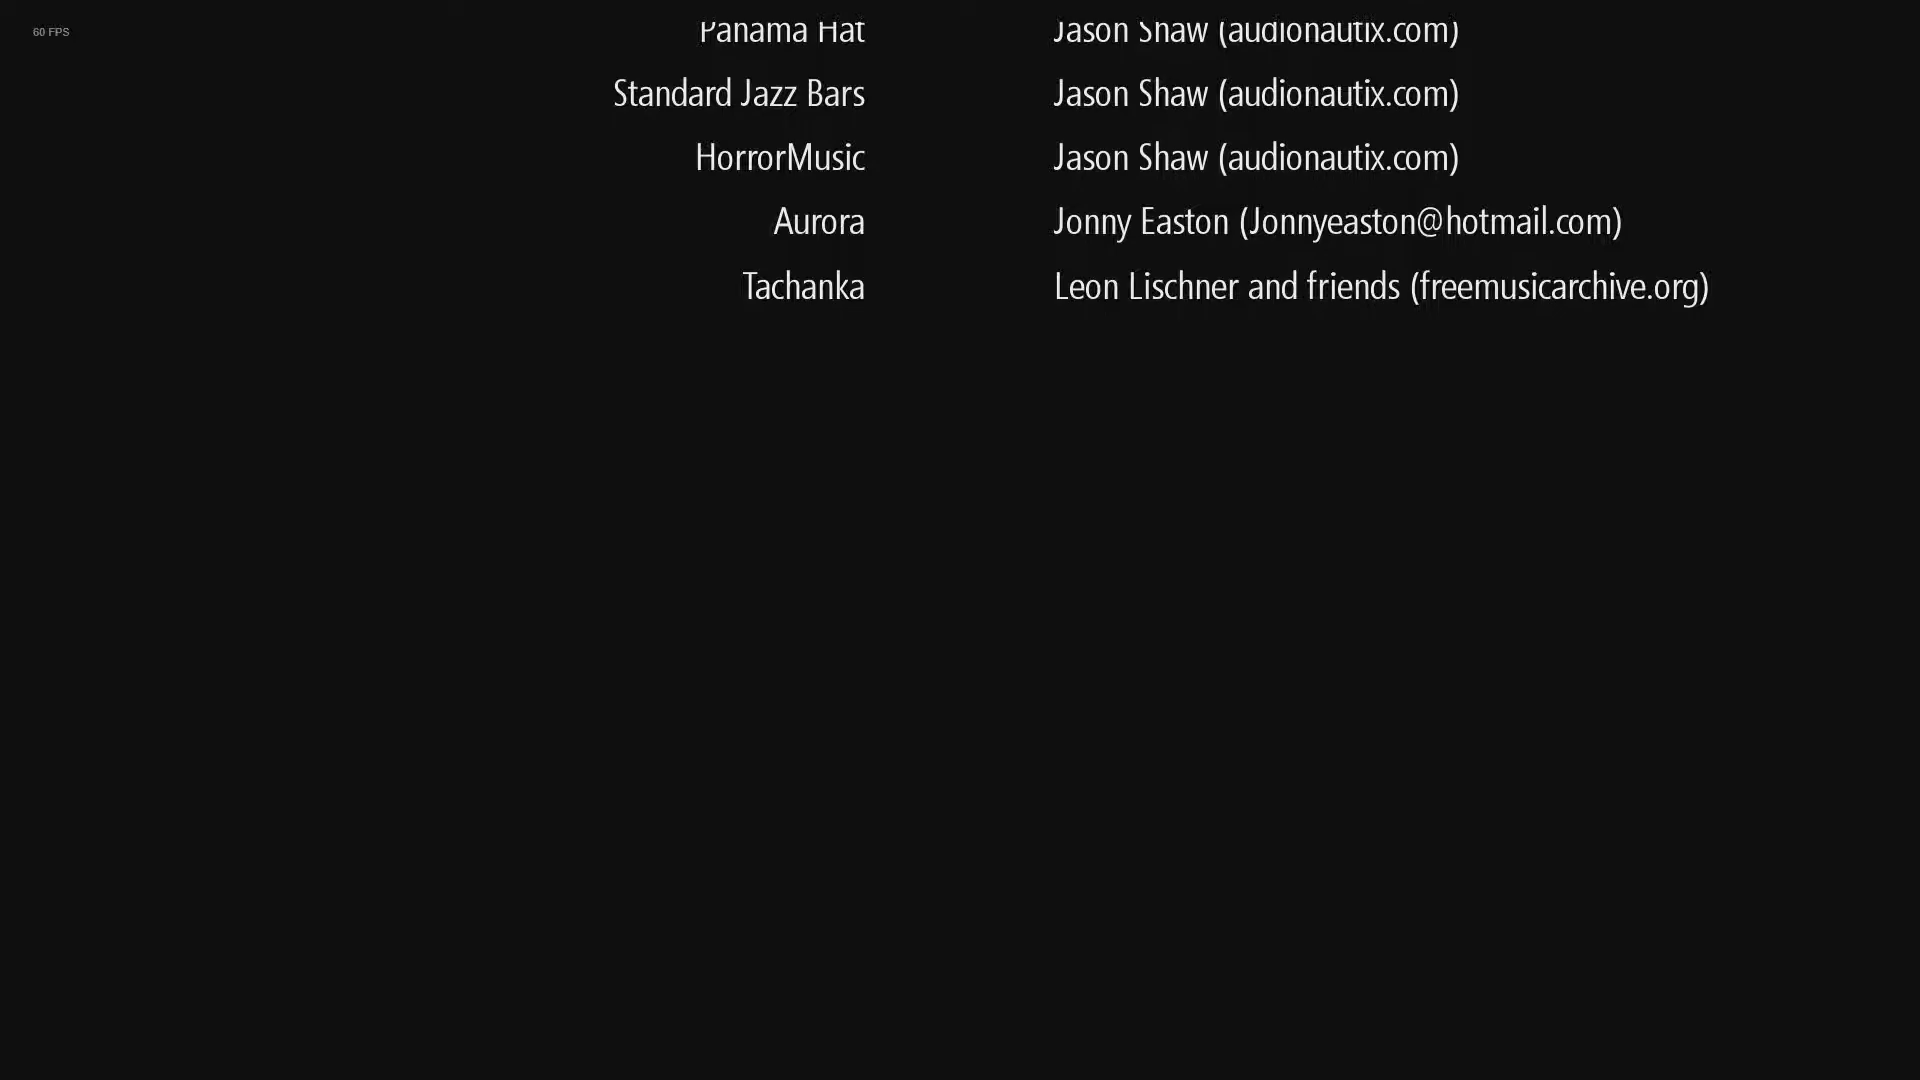 60 FPS
Panama Hat Jason Shaw (audionautix.com)
Standard Jazz Bars Jason Shaw (audionautix.com)
HorrorMusic Jason Shaw (audionautix.com)
Aurora Jonny Easton (Jonnyeaston@hotmail.com)
Tachanka Leon Lischner and friends (freemusicarchive.org)